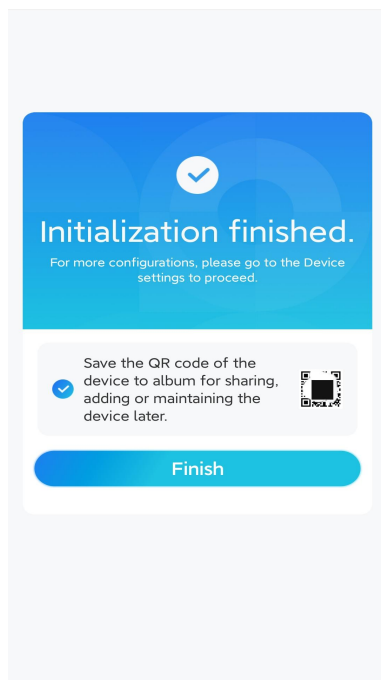 Initialization finished.
For more configurations, please go to the Device
settings to proceed.
Save the QR code of the
device to album for sharing,
adding or maintaining the
device later.
Finish